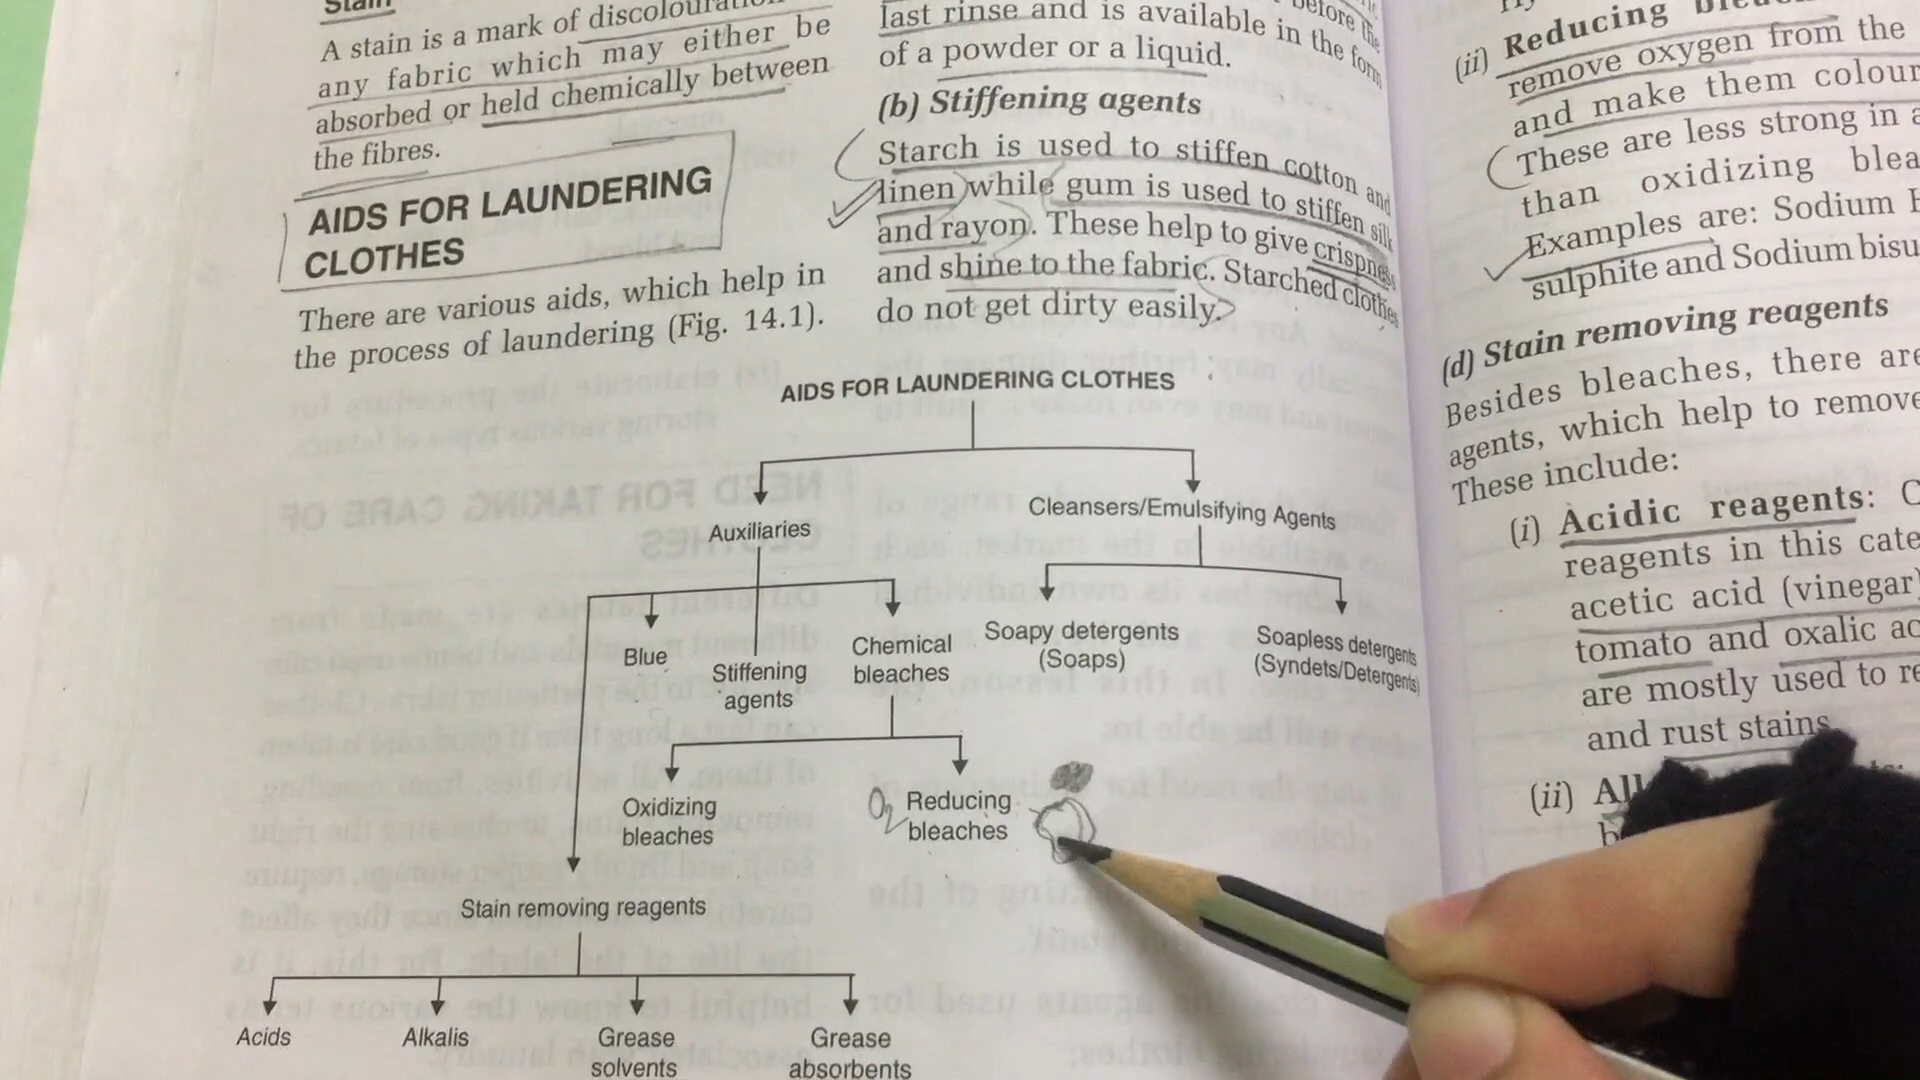 Stain
A stain is a mark of discolouration
any fabric which may either be
absorbed or held chemically between
the fibres.
AIDS FOR LAUNDERING
CLOTHES
There are various aids, which help in
the process of laundering (Fig. 14.1).
before the
last rinse and is available in the form
of a powder or a liquid.
(b) Stiffening agents
Starch is used to stiffen cotton and
linen while gum is used to stiffen silk
and rayon. These help to give crispness
and shine to the fabric. Starched clothes
do not get dirty easily.
AIDS FOR LAUNDERING CLOTHES
Auxiliaries
Cleansers/Emulsifying Agents
Blue
Stiffening
agents
Chemical
bleaches
Soapy detergents
(Soaps)
Soapless detergents
(Syndets/Detergents)
Oxidizing
bleaches
O2
Reducing
bleaches
Stain removing reagents
Acids
Alkalis
Grease
solvents
Grease
absorbents
(ii) Reducing
remove oxygen from the
and make them colour
These are less strong in a
than oxidizing blea
Examples are: Sodium
sulphite and Sodium bisu
(d) Stain removing reagents
Besides bleaches, there are
agents, which help to remove
These include:
(i) Acidic reagents: C
reagents in this cate
acetic acid (vinegar)
tomato and oxalic ac
are mostly used to re
and rust stains
(ii) Al